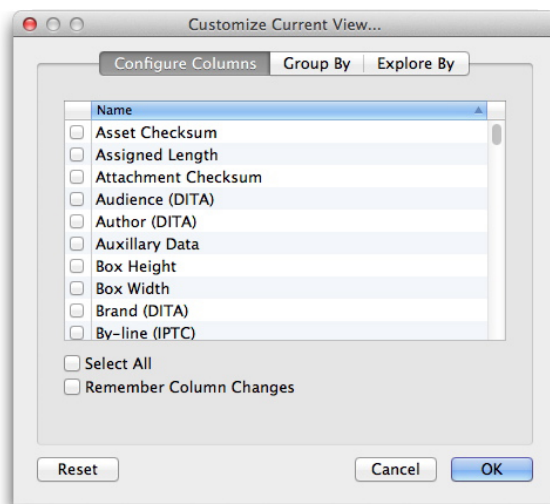 Customize Current View...
Configure Columns Group By Explore By
Name
Asset Checksum
Assigned Length
Attachment Checksum
Audience (DITA)
Author (DITA)
Auxillary Data
Box Height
Box Width
Brand (DITA)
By-line (IPTC)
Select All
Remember Column Changes
Reset Cancel OK